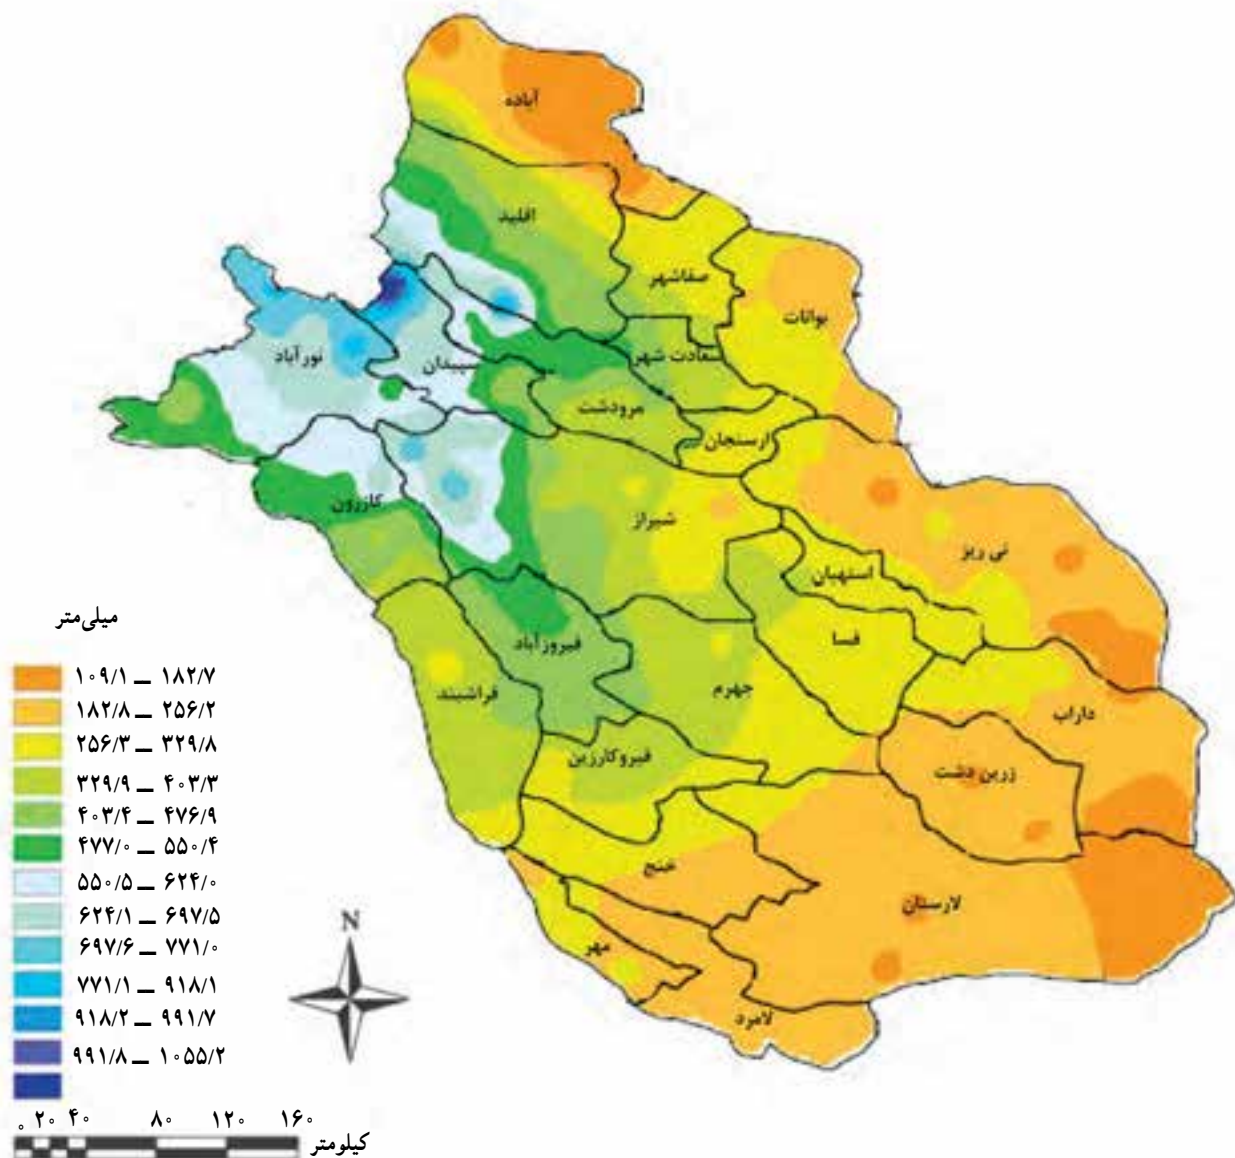 آباده
اقلید
صفاشهر
بوانات
نورآباد
سپیدان
سعادت شهر
مرودشت
ارسنجان
کازرون
شیراز
نی ریز
استهبان
فسا
فیروزآباد
جهرم
فراشبند
داراب
فیروکارزین
زرین دشت
خنج
لارستان
مهر
لامرد
میلی‌متر
۱۰۹/۱ — ۱۸۲/۷
۱۸۲/۸ — ۲۵۶/۲
۲۵۶/۳ — ۳۲۹/۸
۳۲۹/۹ — ۴۰۳/۳
۴۰۳/۴ — ۴۷۶/۹
۴۷۷/۰ — ۵۵۰/۴
۵۵۰/۵ — ۶۲۴/۰
۶۲۴/۱ — ۶۹۷/۵
۶۹۷/۶ — ۷۷۱/۰
۷۷۱/۱ — ۹۱۸/۱
۹۱۸/۲ — ۹۹۱/۷
۹۹۱/۸ — ۱۰۵۵/۲
N
۰ ۲۰ ۴۰ ۸۰ ۱۲۰ ۱۶۰
کیلومتر